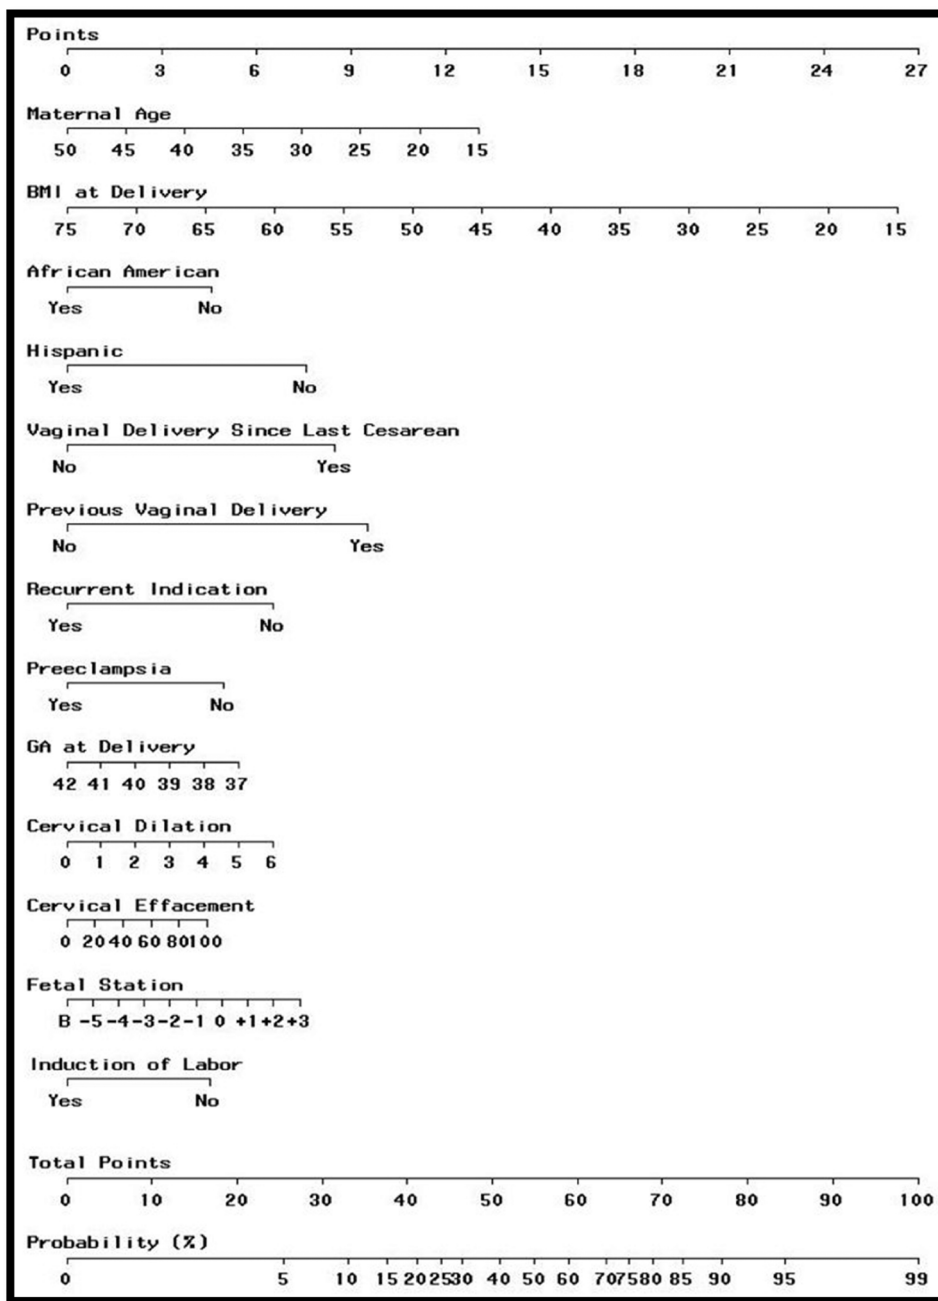 Points
0 3 6 9 12 15 18 21 24 27
Maternal Age
50 45 40 35 30 25 20 15
BMI at Delivery
75 70 65 60 55 50 45 40 35 30 25 20 15
African American
Yes No
Hispanic
Yes No
Vaginal Delivery Since Last Cesarean
No Yes
Previous Vaginal Delivery
No Yes
Recurrent Indication
Yes No
Preeclampsia
Yes No
GA at Delivery
42 41 40 39 38 37
Cervical Dilation
0 1 2 3 4 5 6
Cervical Effacement
0 20 40 60 80 100
Fetal Station
B -5 -4 -3 -2 -1 0 +1 +2 +3
Induction of Labor
Yes No
Total Points
0 10 20 30 40 50 60 70 80 90 100
Probability (%)
0 5 10 15 20 25 30 40 50 60 70 75 80 85 90 95 99